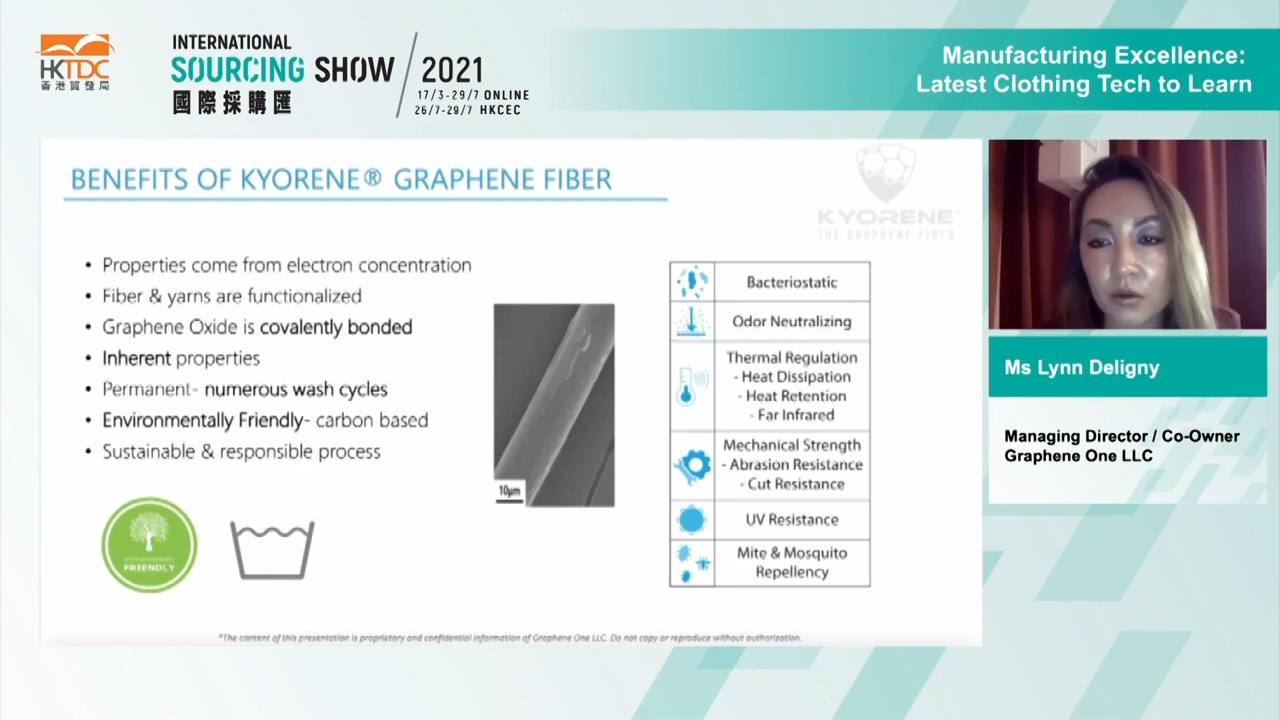 HKTDC
香港貿發局
INTERNATIONAL
SOURCING SHOW
國際採購匯
2021
17/3-29/7 ONLINE
26/7-29/7 HKCEC
Manufacturing Excellence:
Latest Clothing Tech to Learn
BENEFITS OF KYORENE® GRAPHENE FIBER
KYORENE®
THE GRAPHENE FIBER
• Properties come from electron concentration
• Fiber & yarns are functionalized
• Graphene Oxide is covalently bonded
• Inherent properties
• Permanent- numerous wash cycles
• Environmentally Friendly- carbon based
• Sustainable & responsible process
FRIENDLY
10µm
Bacteriostatic
Odor Neutralizing
Thermal Regulation
- Heat Dissipation
- Heat Retention
- Far Infrared
Mechanical Strength
- Abrasion Resistance
- Cut Resistance
UV Resistance
Mite & Mosquito
Repellency
Ms Lynn Deligny
Managing Director / Co-Owner
Graphene One LLC
*The content of this presentation is proprietary and confidential information of Graphene One LLC. Do not copy or reproduce without authorization.